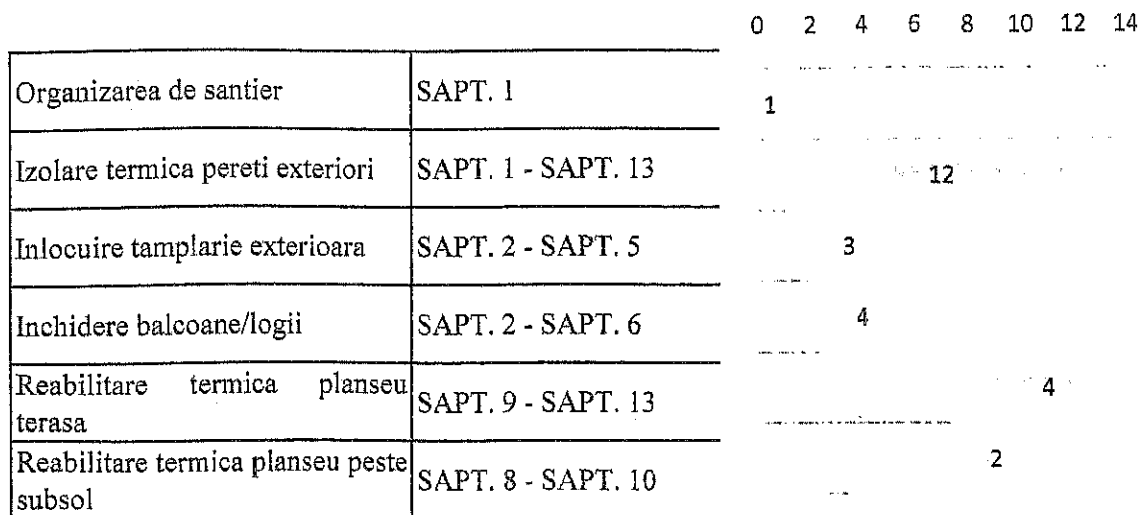 0 2 4 6 8 10 12 14
Organizarea de santier SAPT. 1 1
Izolare termica pereti exteriori SAPT. 1 - SAPT. 13 12
Inlocuire tamplarie exterioara SAPT. 2 - SAPT. 5 3
Inchidere balcoane/logii SAPT. 2 - SAPT. 6 4
Reabilitare termica planseu
terasa SAPT. 9 - SAPT. 13 4
Reabilitare termica planseu peste
subsol SAPT. 8 - SAPT. 10 2